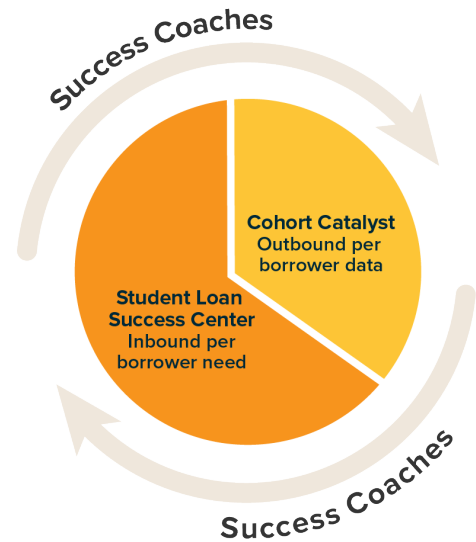 Success Coaches
Cohort Catalyst
Outbound per
borrower data
Student Loan
Success Center
Inbound per
borrower need
Success Coaches